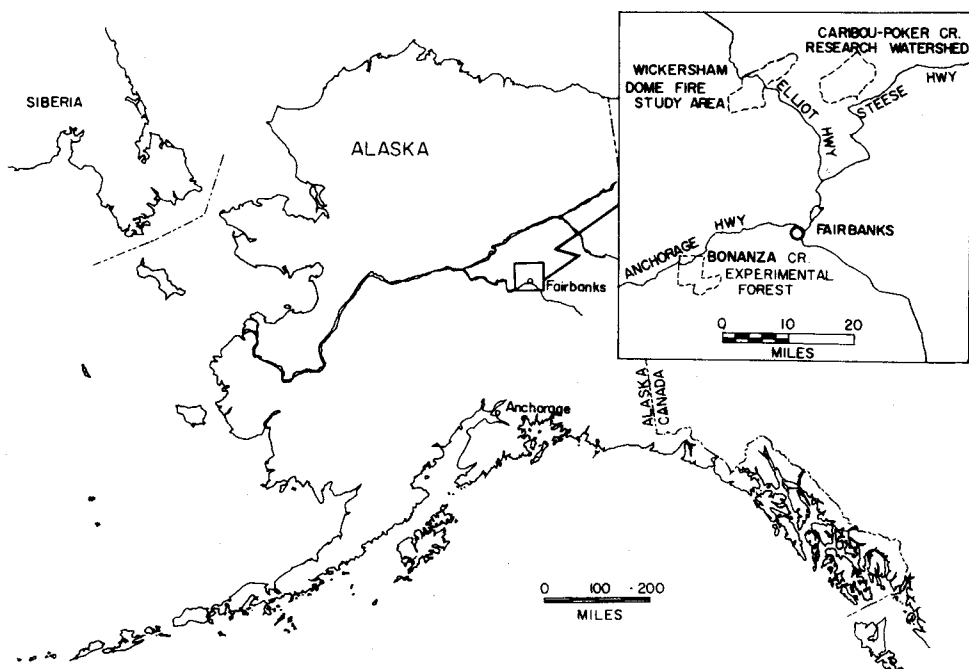 SIBERIA
ALASKA
Fairbanks
Anchorage
ALASKA
CANADA
0 100 200
MILES
CARIBOU-POKER CR.
RESEARCH WATERSHED
WICKERSHAM
DOME FIRE
STUDY AREA
ELLIOT HWY
STEESE HWY
FAIRBANKS
ANCHORAGE HWY
BONANZA CR.
EXPERIMENTAL
FOREST
0 10 20
MILES